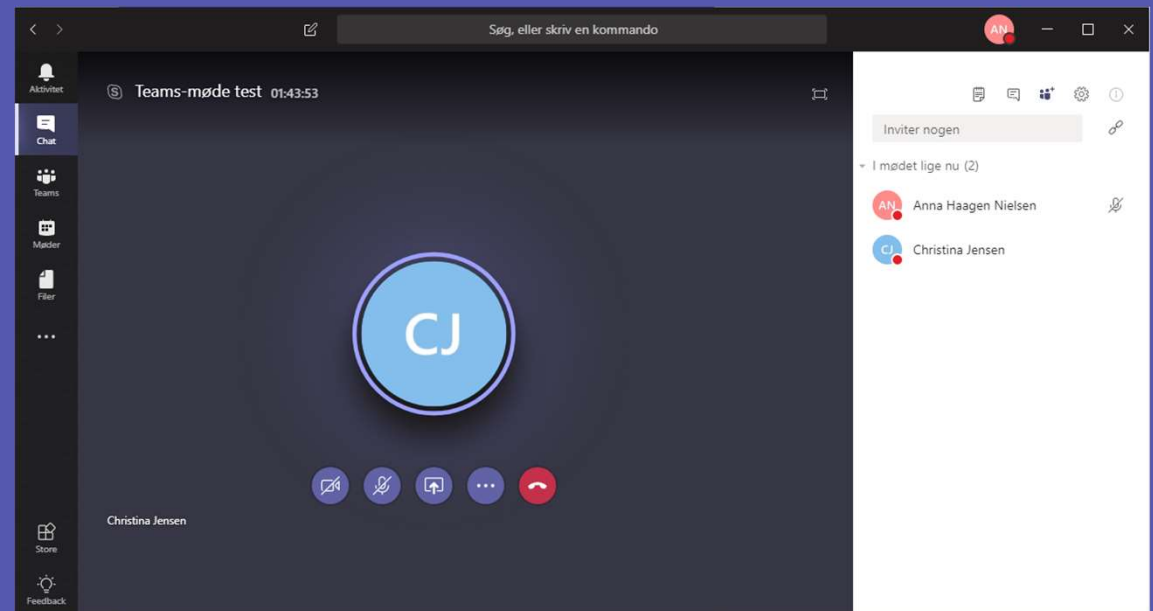 Søg, eller skriv en kommando
AN
Aktivitet
Chat
Teams
Møder
Filer
Store
Feedback
Teams-møde test 01:43:53
CJ
Christina Jensen
Inviter nogen
I mødet lige nu (2)
AN Anna Haagen Nielsen
CJ Christina Jensen